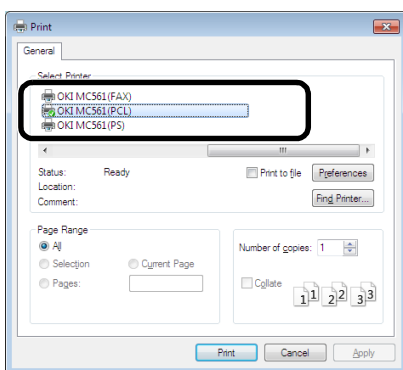 Print
General
Select Printer
OKI MC561(FAX)
OKI MC561(PCL)
OKI MC561(PS)
Status: Ready
Print to file Preferences
Location:
Comment:
Find Printer...
Page Range
All
Selection Current Page
Pages:
Number of copies: 1
Collate
1 1 2 2 3 3
Print Cancel Apply